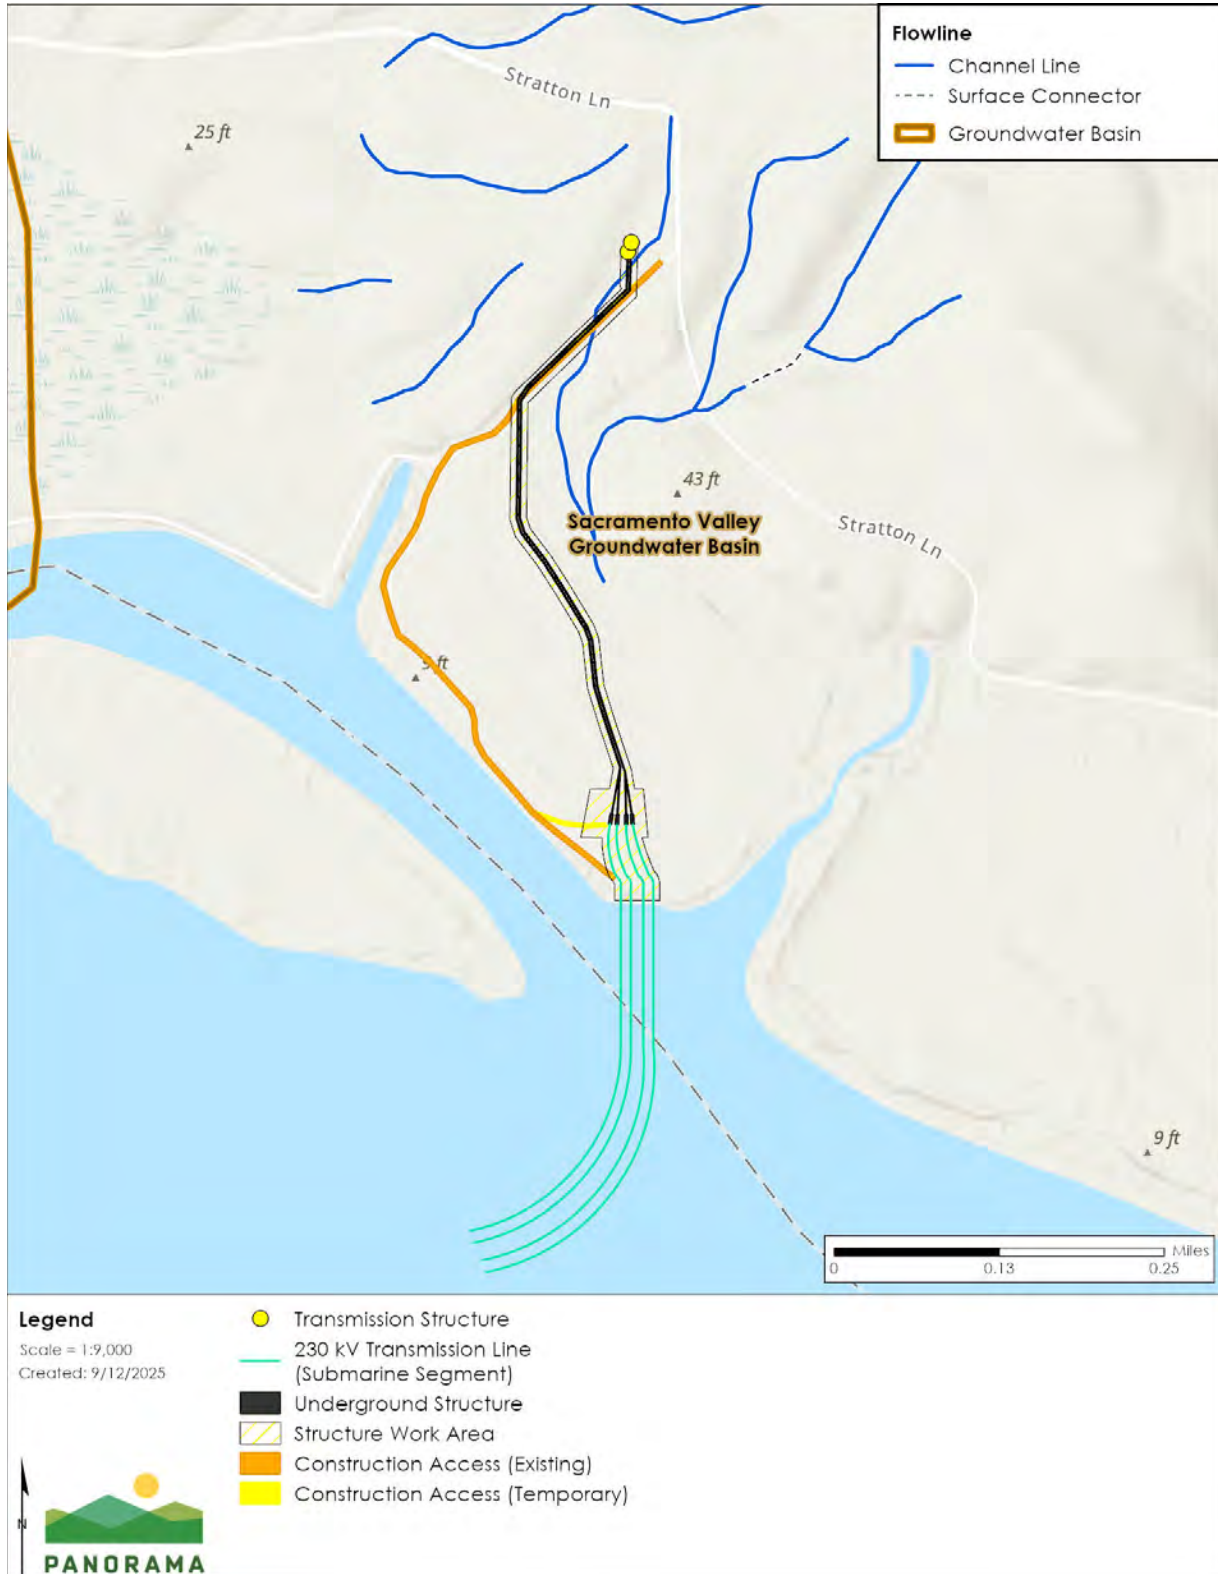 Flowline
Channel Line
Surface Connector
Groundwater Basin
Stratton Ln
25 ft
43 ft
Sacramento Valley
Groundwater Basin
Stratton Ln
9 ft
9 ft
Miles
0 0.13 0.25
Legend
Scale = 1:9,000
Created: 9/12/2025
Transmission Structure
230 kV Transmission Line
(Submarine Segment)
Underground Structure
Structure Work Area
Construction Access (Existing)
Construction Access (Temporary)
N
PANORAMA